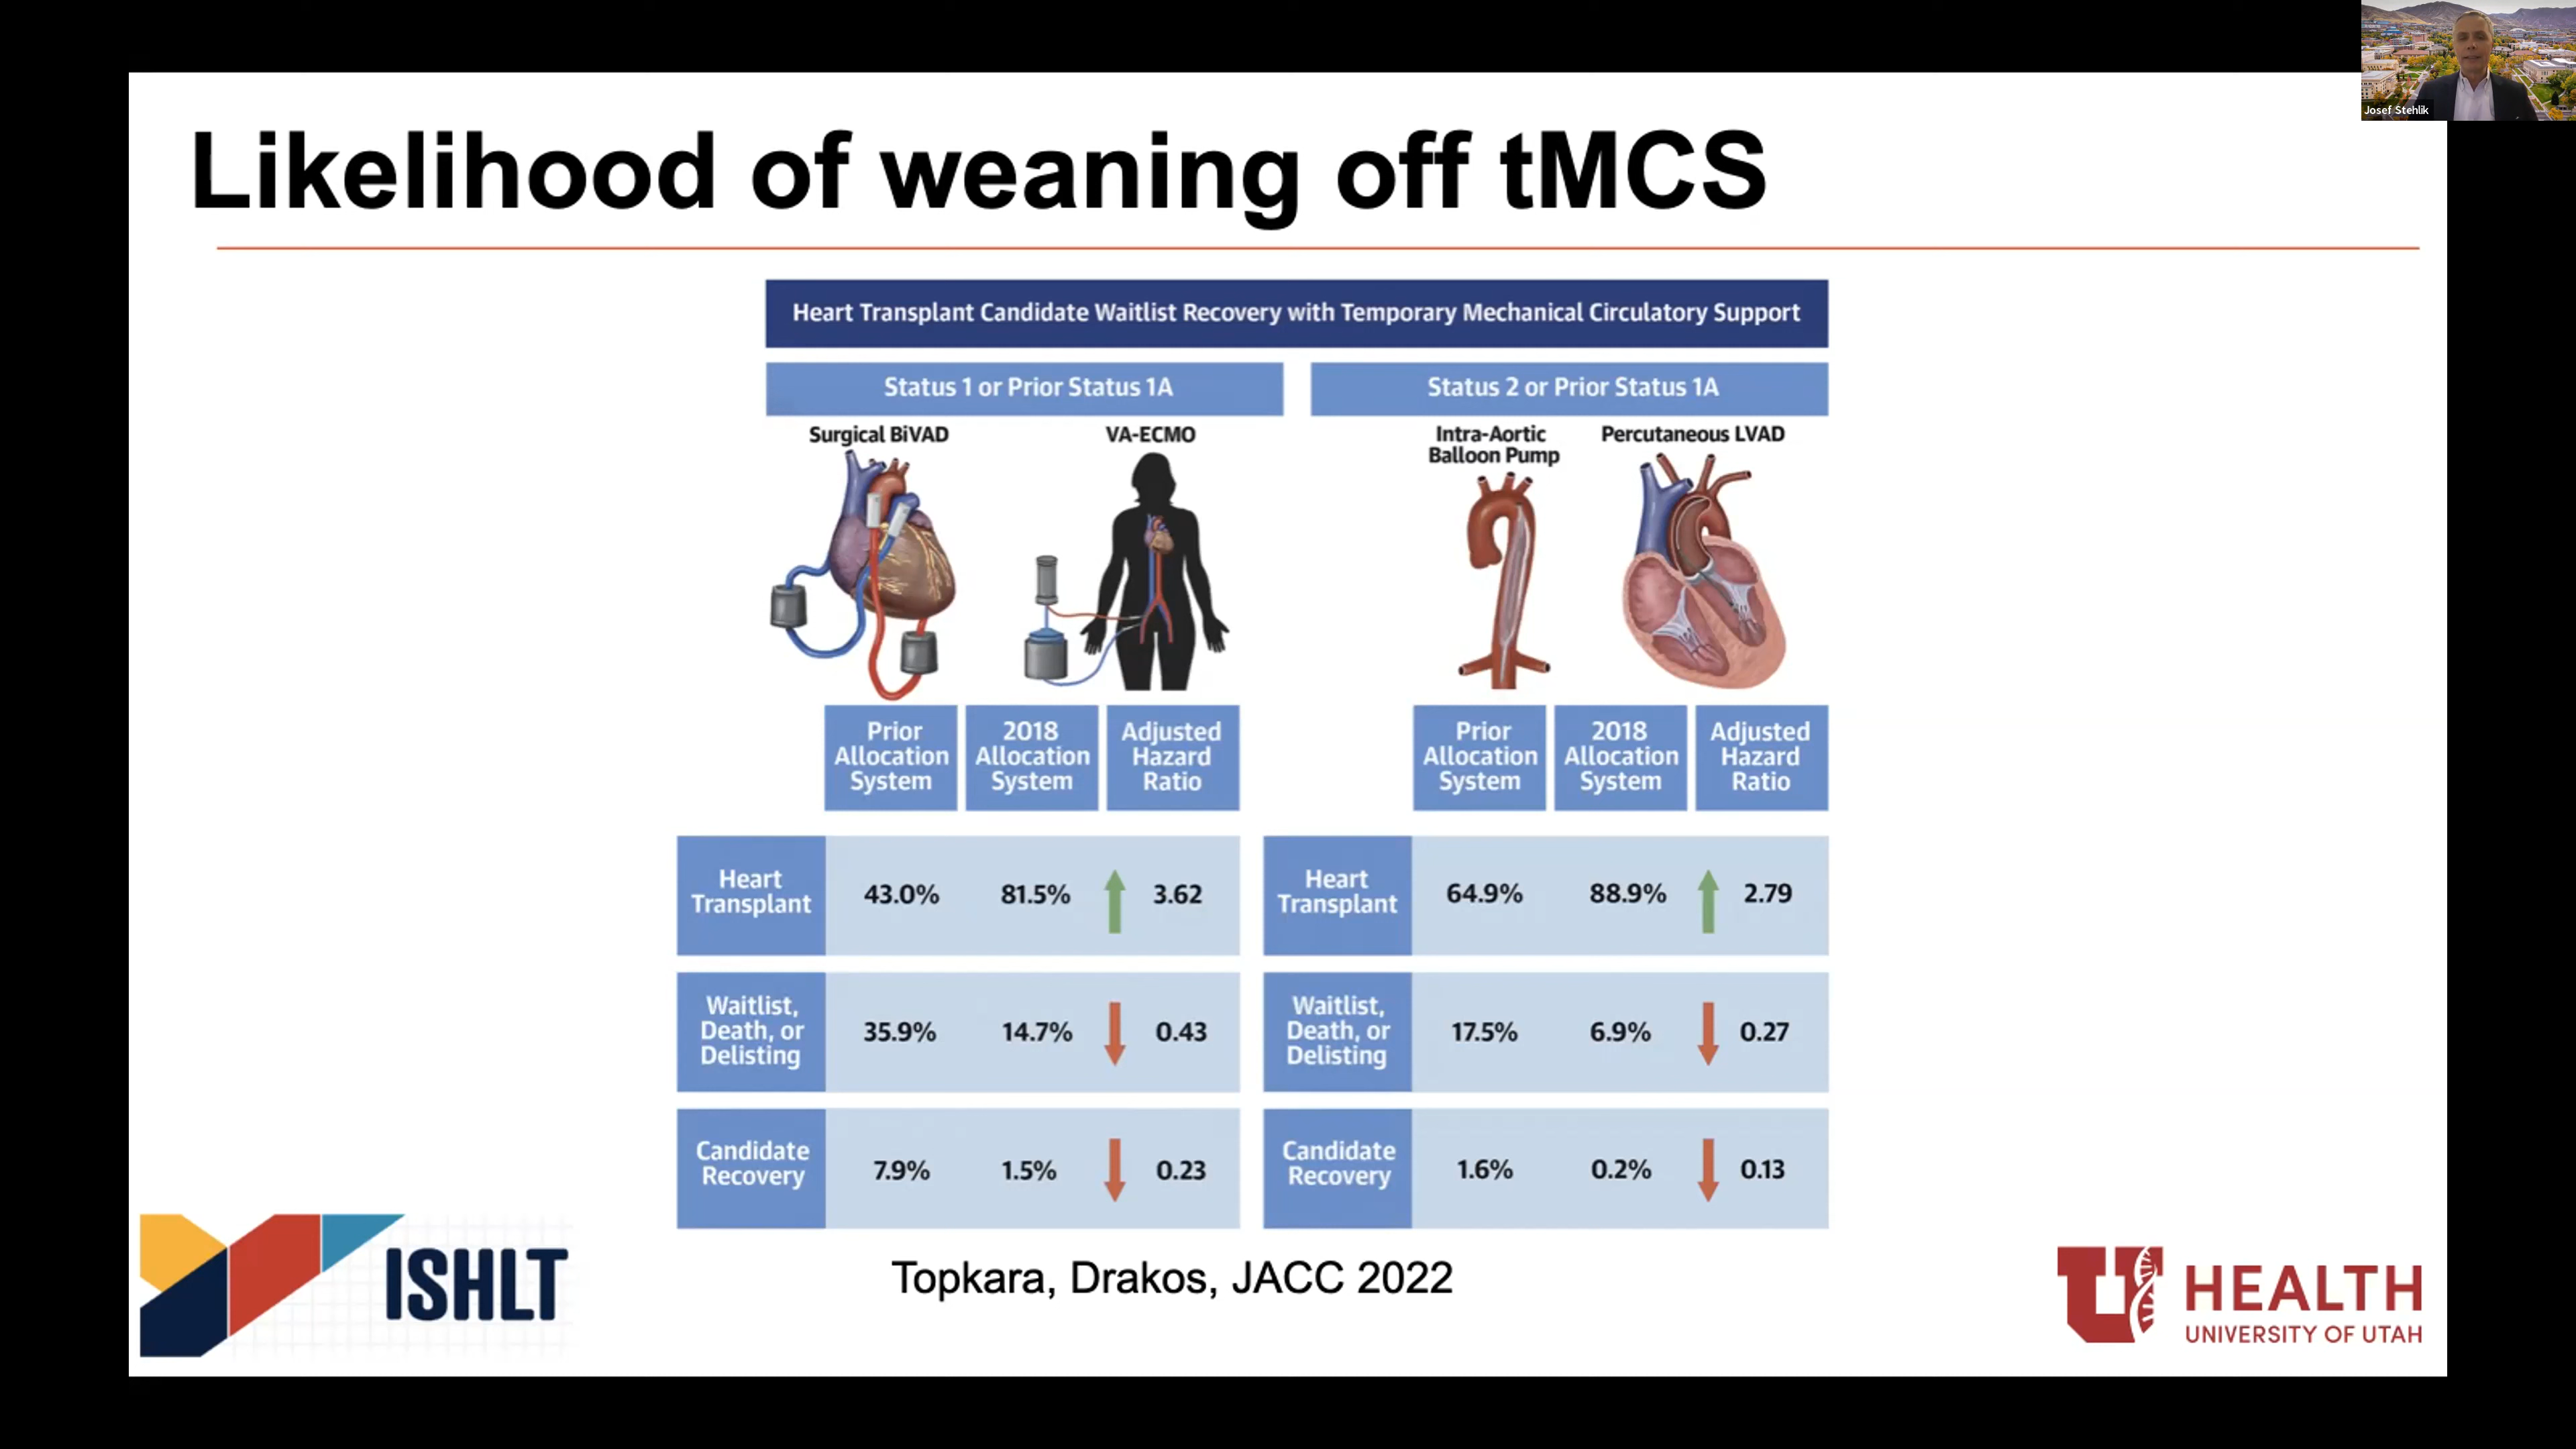 Josef Stehlik
Likelihood of weaning off tMCS
Heart Transplant Candidate Waitlist Recovery with Temporary Mechanical Circulatory Support
Status 1 or Prior Status 1A
Surgical BiVAD
VA-ECMO
Prior
Allocation
System
2018
Allocation
System
Adjusted
Hazard
Ratio
Heart
Transplant
43.0%
81.5%
3.62
Waitlist,
Death, or
Delisting
35.9%
14.7%
0.43
Candidate
Recovery
7.9%
1.5%
0.23
Status 2 or Prior Status 1A
Intra-Aortic
Balloon Pump
Percutaneous LVAD
Prior
Allocation
System
2018
Allocation
System
Adjusted
Hazard
Ratio
Heart
Transplant
64.9%
88.9%
2.79
Waitlist,
Death, or
Delisting
17.5%
6.9%
0.27
Candidate
Recovery
1.6%
0.2%
0.13
Topkara, Drakos, JACC 2022
ISHLT
U HEALTH
UNIVERSITY OF UTAH